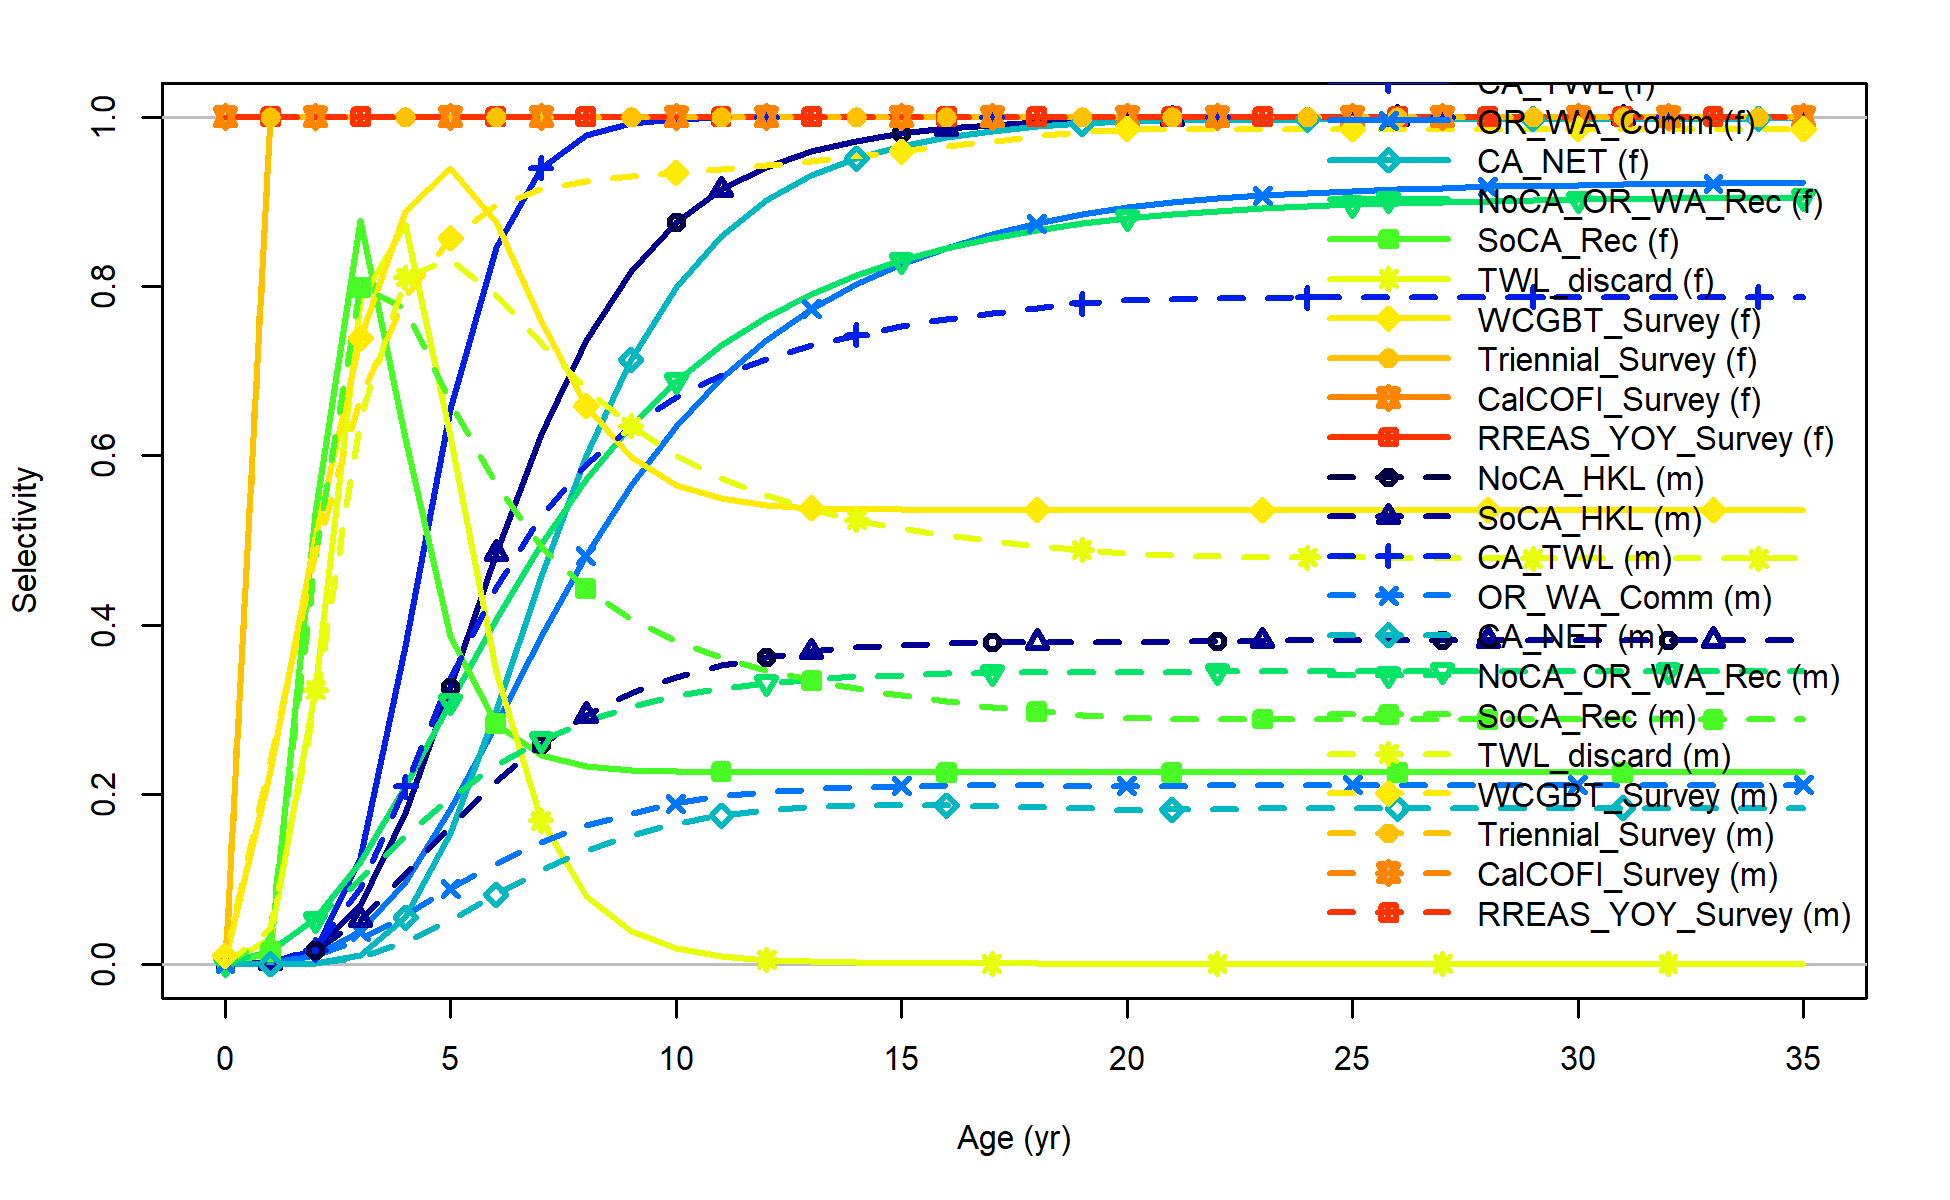 CA_TWL (f)
OR_WA_Comm (f)
CA_NET (f)
NoCA_OR_WA_Rec (f)
SoCA_Rec (f)
TWL_discard (f)
WCGBT_Survey (f)
Triennial_Survey (f)
CalCOFI_Survey (f)
RREAS_YOY_Survey (f)
NoCA_HKL (m)
SoCA_HKL (m)
CA_TWL (m)
OR_WA_Comm (m)
CA_NET (m)
NoCA_OR_WA_Rec (m)
SoCA_Rec (m)
TWL_discard (m)
WCGBT_Survey (m)
Triennial_Survey (m)
CalCOFI_Survey (m)
RREAS_YOY_Survey (m)
1.0
0.8
0.6
0.4
0.2
0.0
Selectivity
0 5 10 15 20 25 30 35
Age (yr)